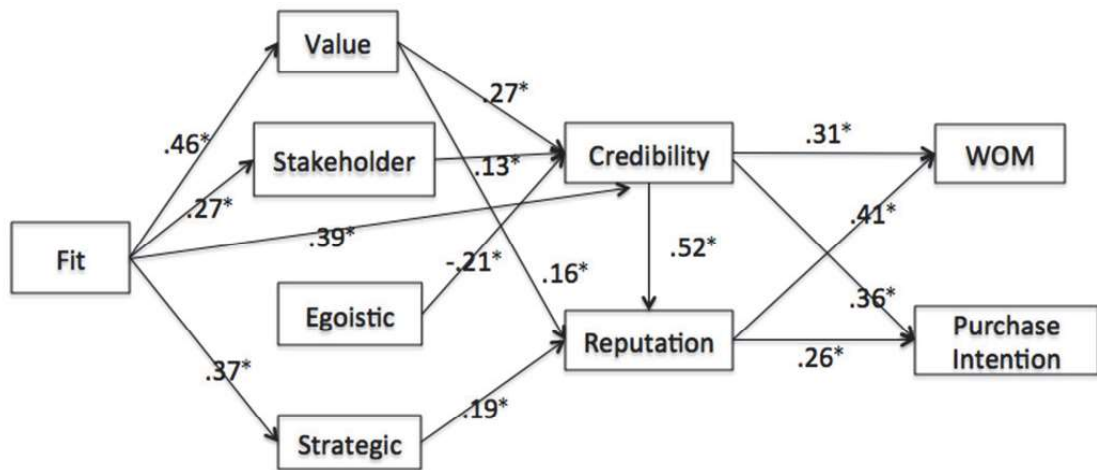 Value
.27*
.46*
Stakeholder
.13*
Credibility
.31*
WOM
.27*
.39*
.41*
Fit
-.21*
.16*
.52*
Egoistic
.36*
Reputation
.26*
Purchase
Intention
.37*
.19*
Strategic